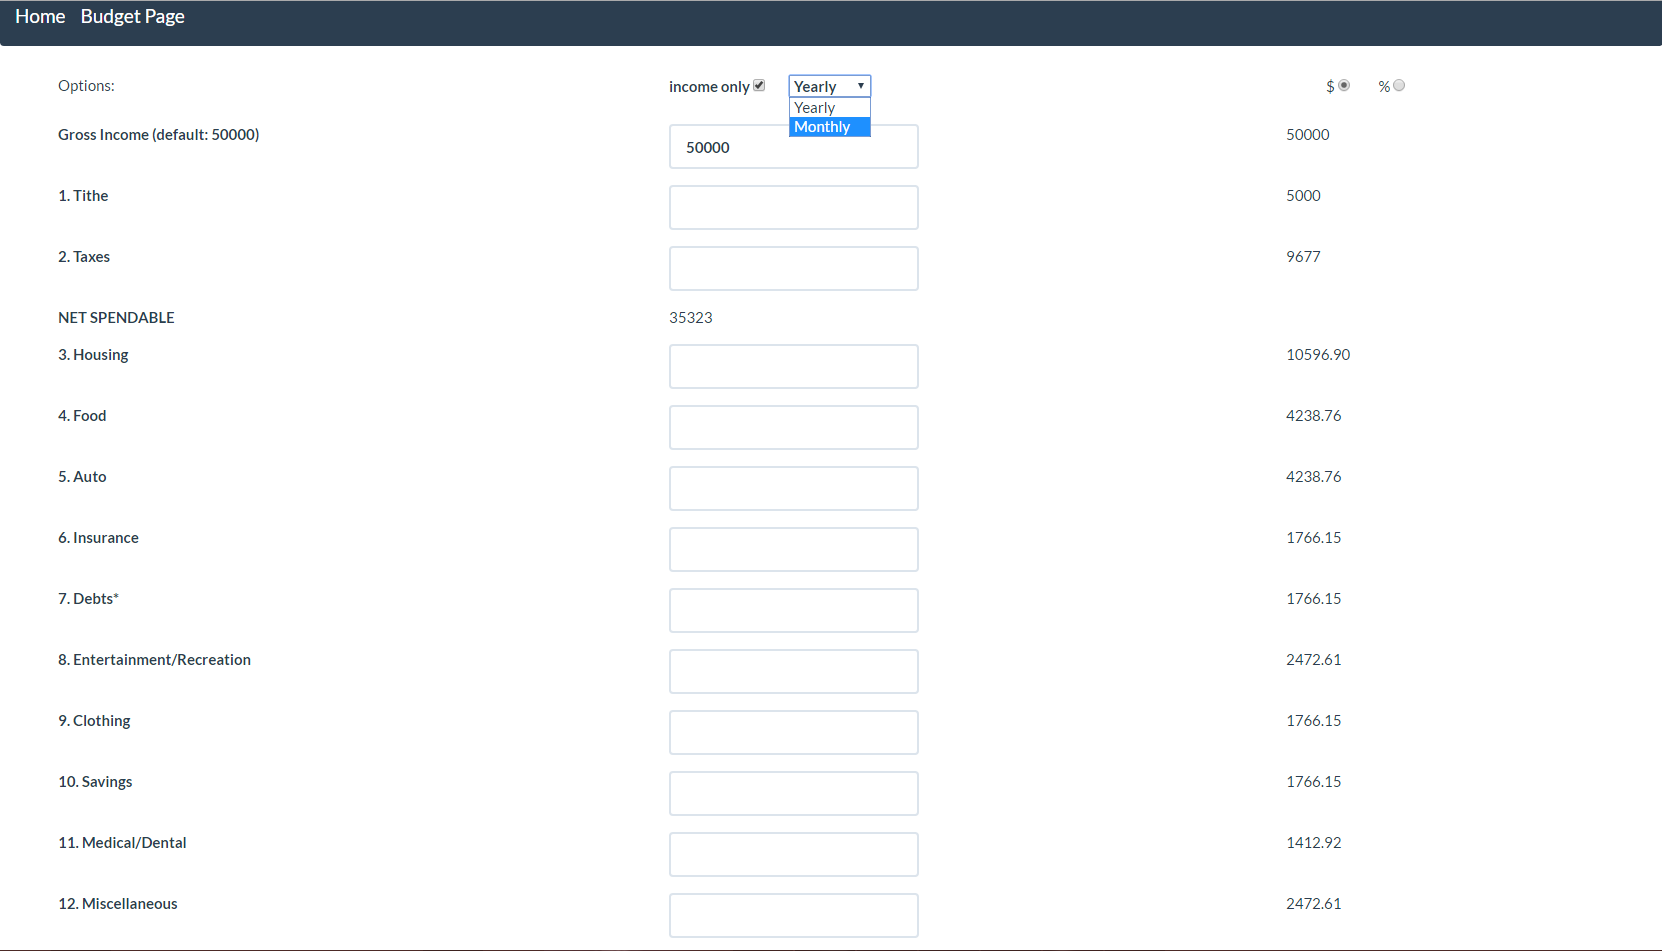 Home Budget Page
Options: income only Yearly $ %
Yearly
Monthly
Gross Income (default: 50000) 50000 50000
1. Tithe 5000
2. Taxes 9677
NET SPENDABLE 35323
3. Housing 10596.90
4. Food 4238.76
5. Auto 4238.76
6. Insurance 1766.15
7. Debts* 1766.15
8. Entertainment/Recreation 2472.61
9. Clothing 1766.15
10. Savings 1766.15
11. Medical/Dental 1412.92
12. Miscellaneous 2472.61